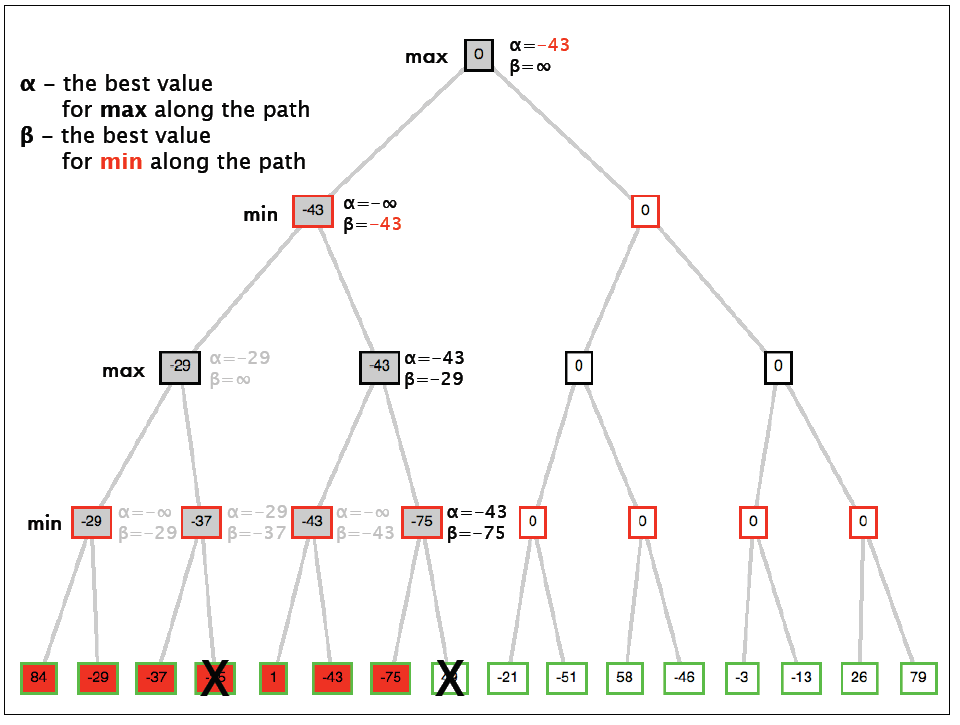 max
0
α=-43
β=∞
α – the best value
for max along the path
β – the best value
for min along the path
min
-43
α=-∞
β=-43
0
max
-29
α=-29
β=∞
-43
α=-43
β=-29
0
0
min
-29
α=-∞
β=-29
-37
α=-29
β=-37
-43
α=-∞
β=-43
-75
α=-43
β=-75
0
0
0
0
84
-29
-37
X
1
-43
-75
X
-21
-51
58
-46
-3
-13
26
79